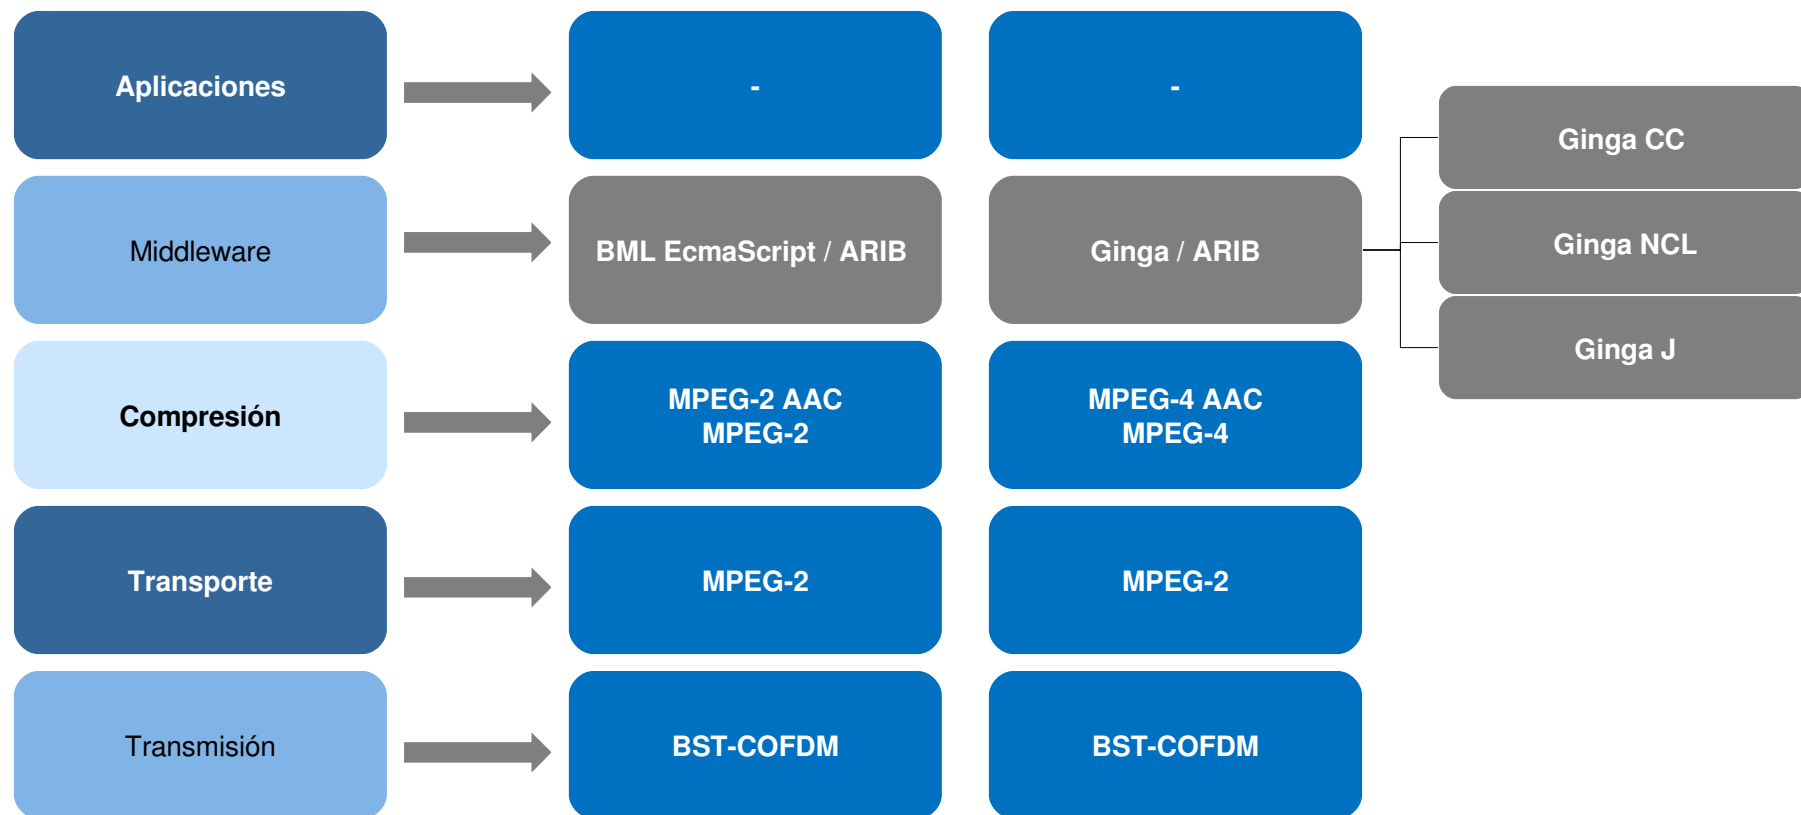 Aplicaciones
-
-
Ginga CC
Middleware
BML EcmaScript / ARIB
Ginga / ARIB
Ginga NCL
Ginga J
Compresión
MPEG-2 AAC
MPEG-2
MPEG-4 AAC
MPEG-4
Transporte
MPEG-2
MPEG-2
Transmisión
BST-COFDM
BST-COFDM